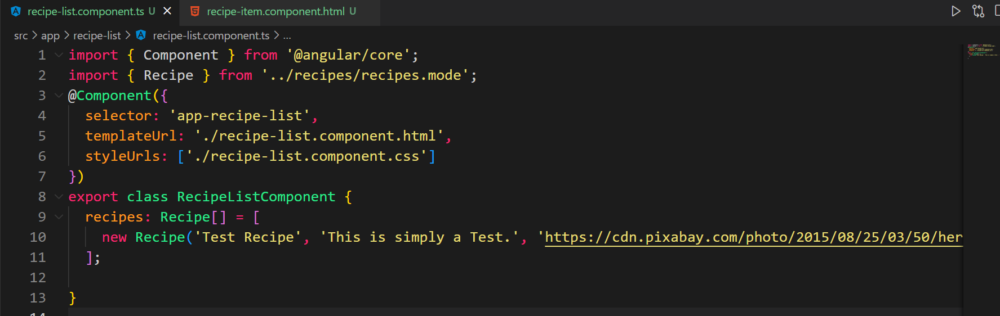 recipe-list.component.ts U × recipe-item.component.html U
src > app > recipe-list > recipe-list.component.ts > ...
1 import { Component } from '@angular/core';
2 import { Recipe } from '../recipes/recipes.mode';
3 @Component({
4 selector: 'app-recipe-list',
5 templateUrl: './recipe-list.component.html',
6 styleUrls: ['./recipe-list.component.css']
7 })
8 export class RecipeListComponent {
9 recipes: Recipe[] = [
10 new Recipe('Test Recipe', 'This is simply a Test.', 'https://cdn.pixabay.com/photo/2015/08/25/03/50/her
11 ];
12
13 }
14